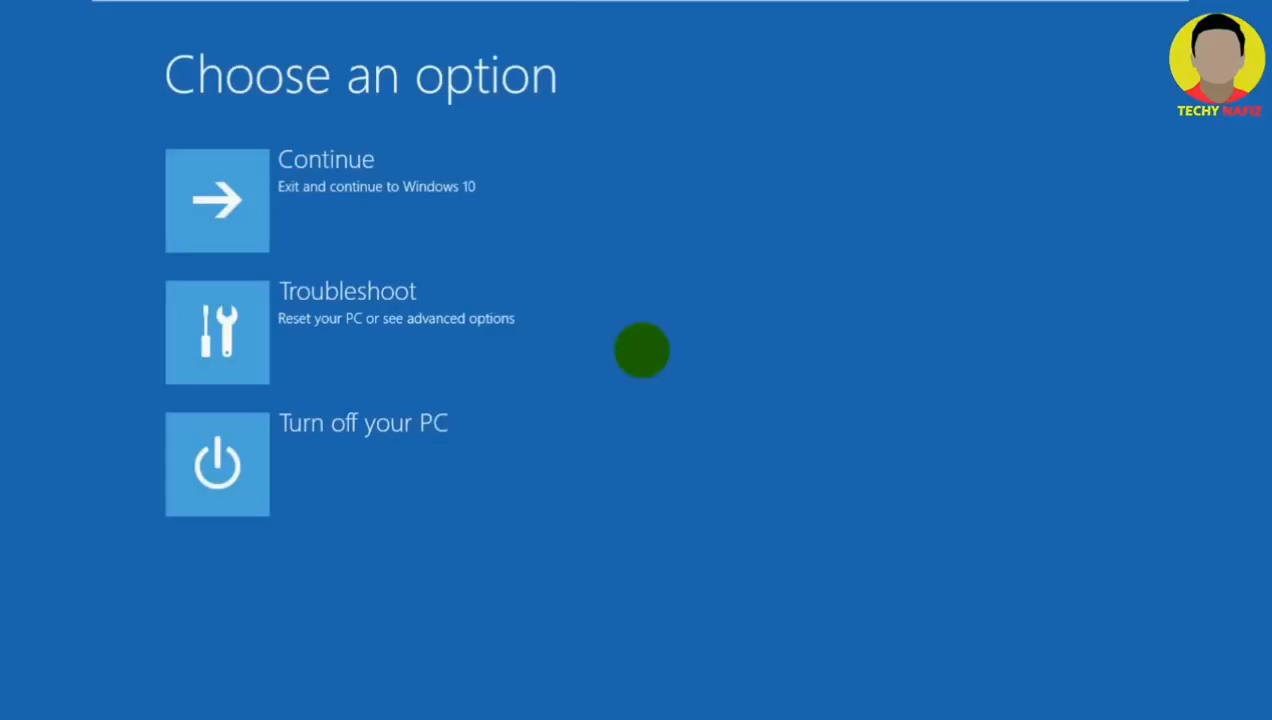 Choose an option
TECHY NAFIZ
Continue
Exit and continue to Windows 10
Troubleshoot
Reset your PC or see advanced options
Turn off your PC